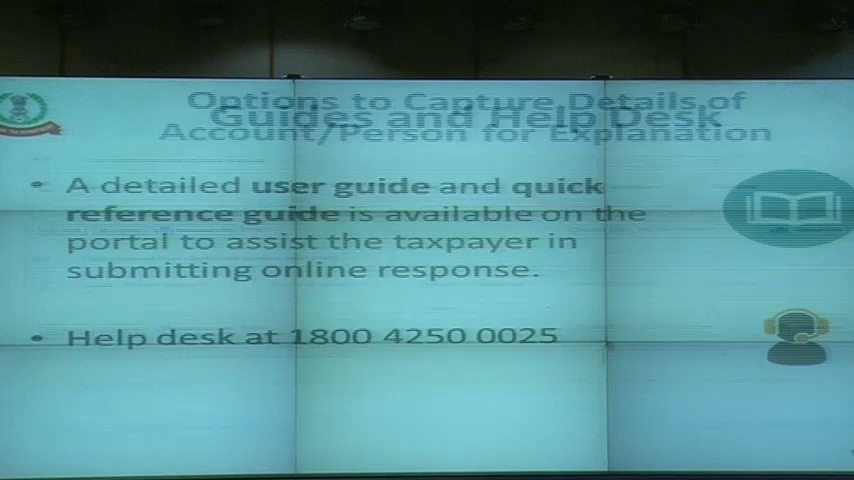 Options to Capture Details of
Guides and Help Desk
Account/Person for Explanation
• A detailed user guide and quick
reference guide is available on the
portal to assist the taxpayer in
submitting online response.
• Help desk at 1800 4250 0025